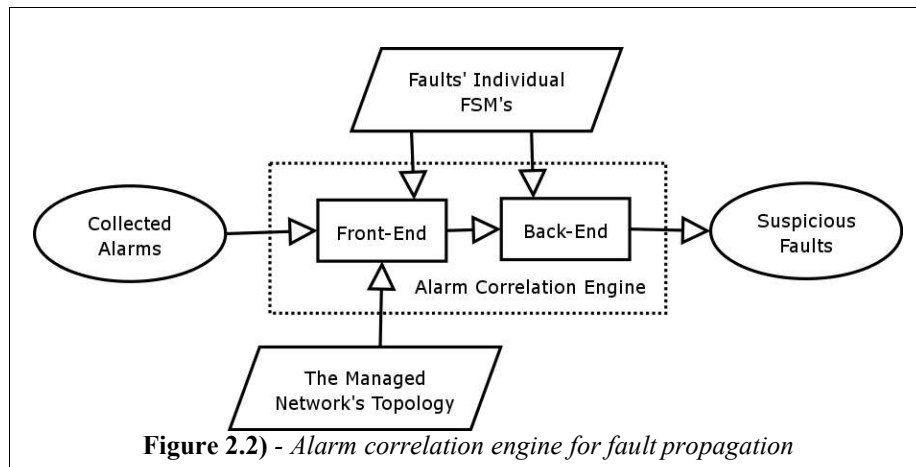 Faults' Individual
FSM's
Collected
Alarms
Front-End
Back-End
Suspicious
Faults
Alarm Correlation Engine
The Managed
Network's Topology
Figure 2.2) - Alarm correlation engine for fault propagation